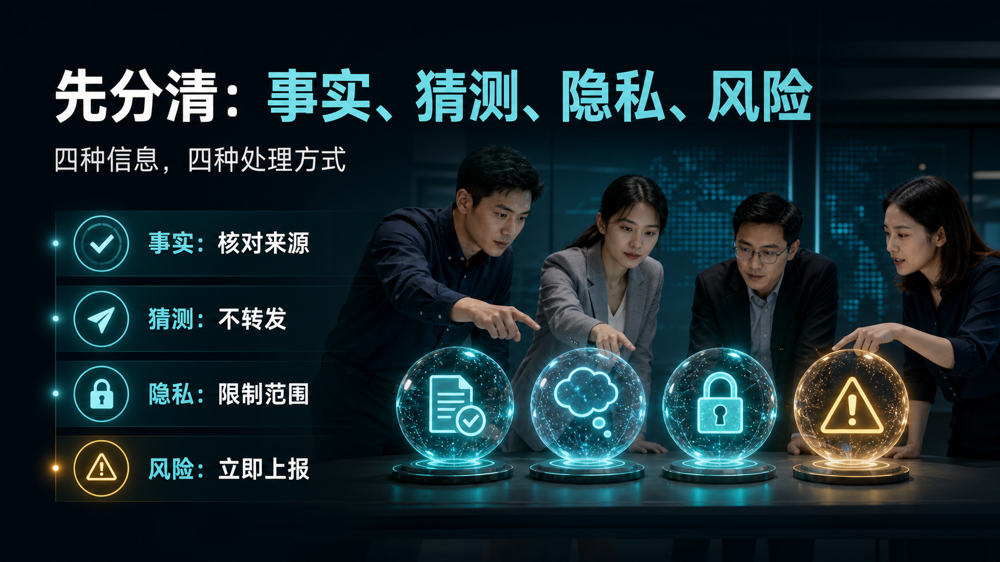 先分清：事实、猜测、隐私、风险
四种信息，四种处理方式
事实：核对来源
猜测：不转发
隐私：限制范围
风险：立即上报